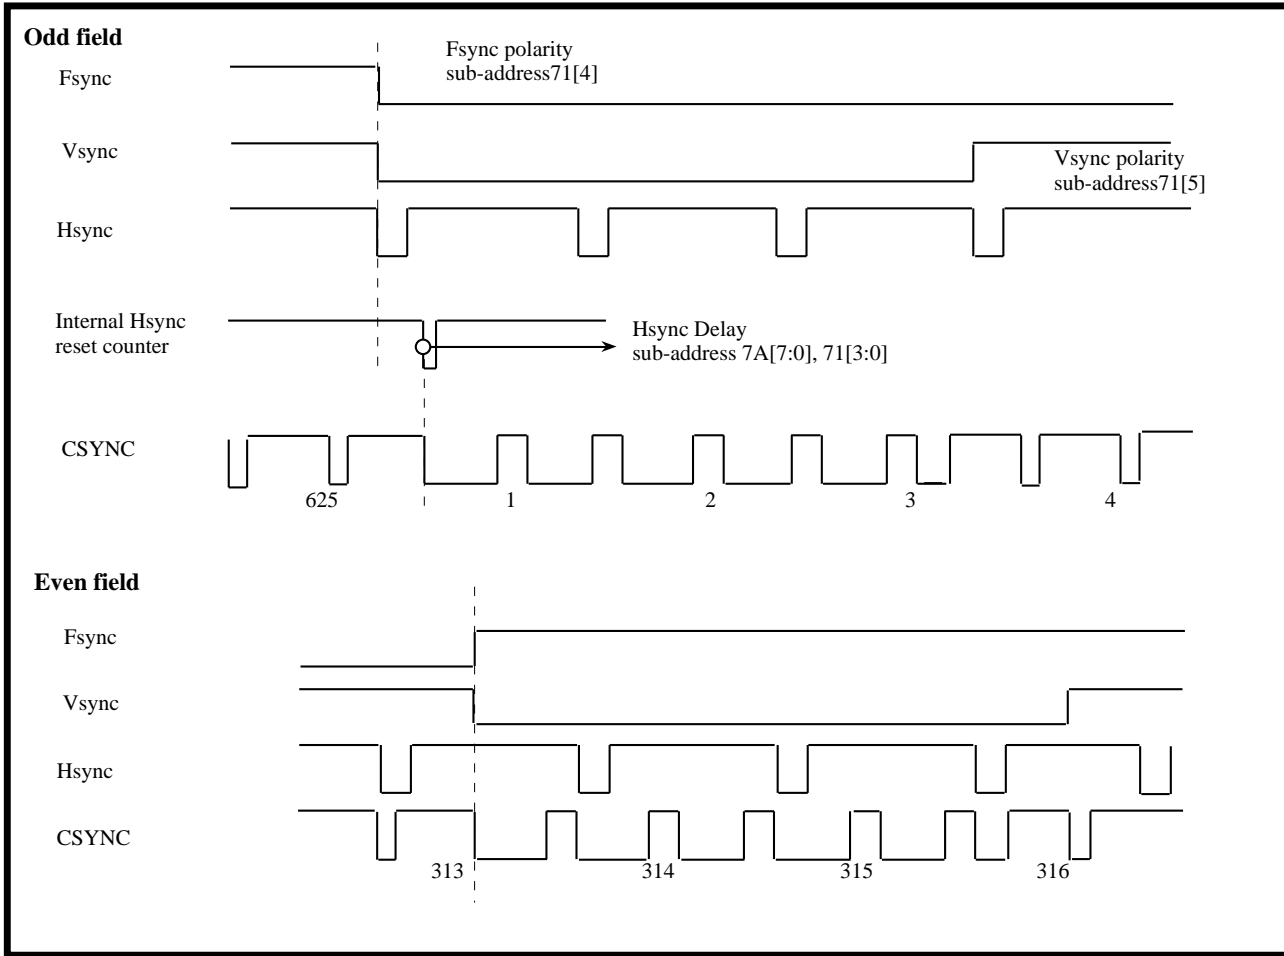 Odd field
Fsync
Fsync polarity
sub-address71[4]
Vsync
Vsync polarity
sub-address71[5]
Hsync
Internal Hsync
reset counter
Hsync Delay
sub-address 7A[7:0], 71[3:0]
CSYNC
625 1 2 3 4
Even field
Fsync
Vsync
Hsync
CSYNC
313 314 315 316